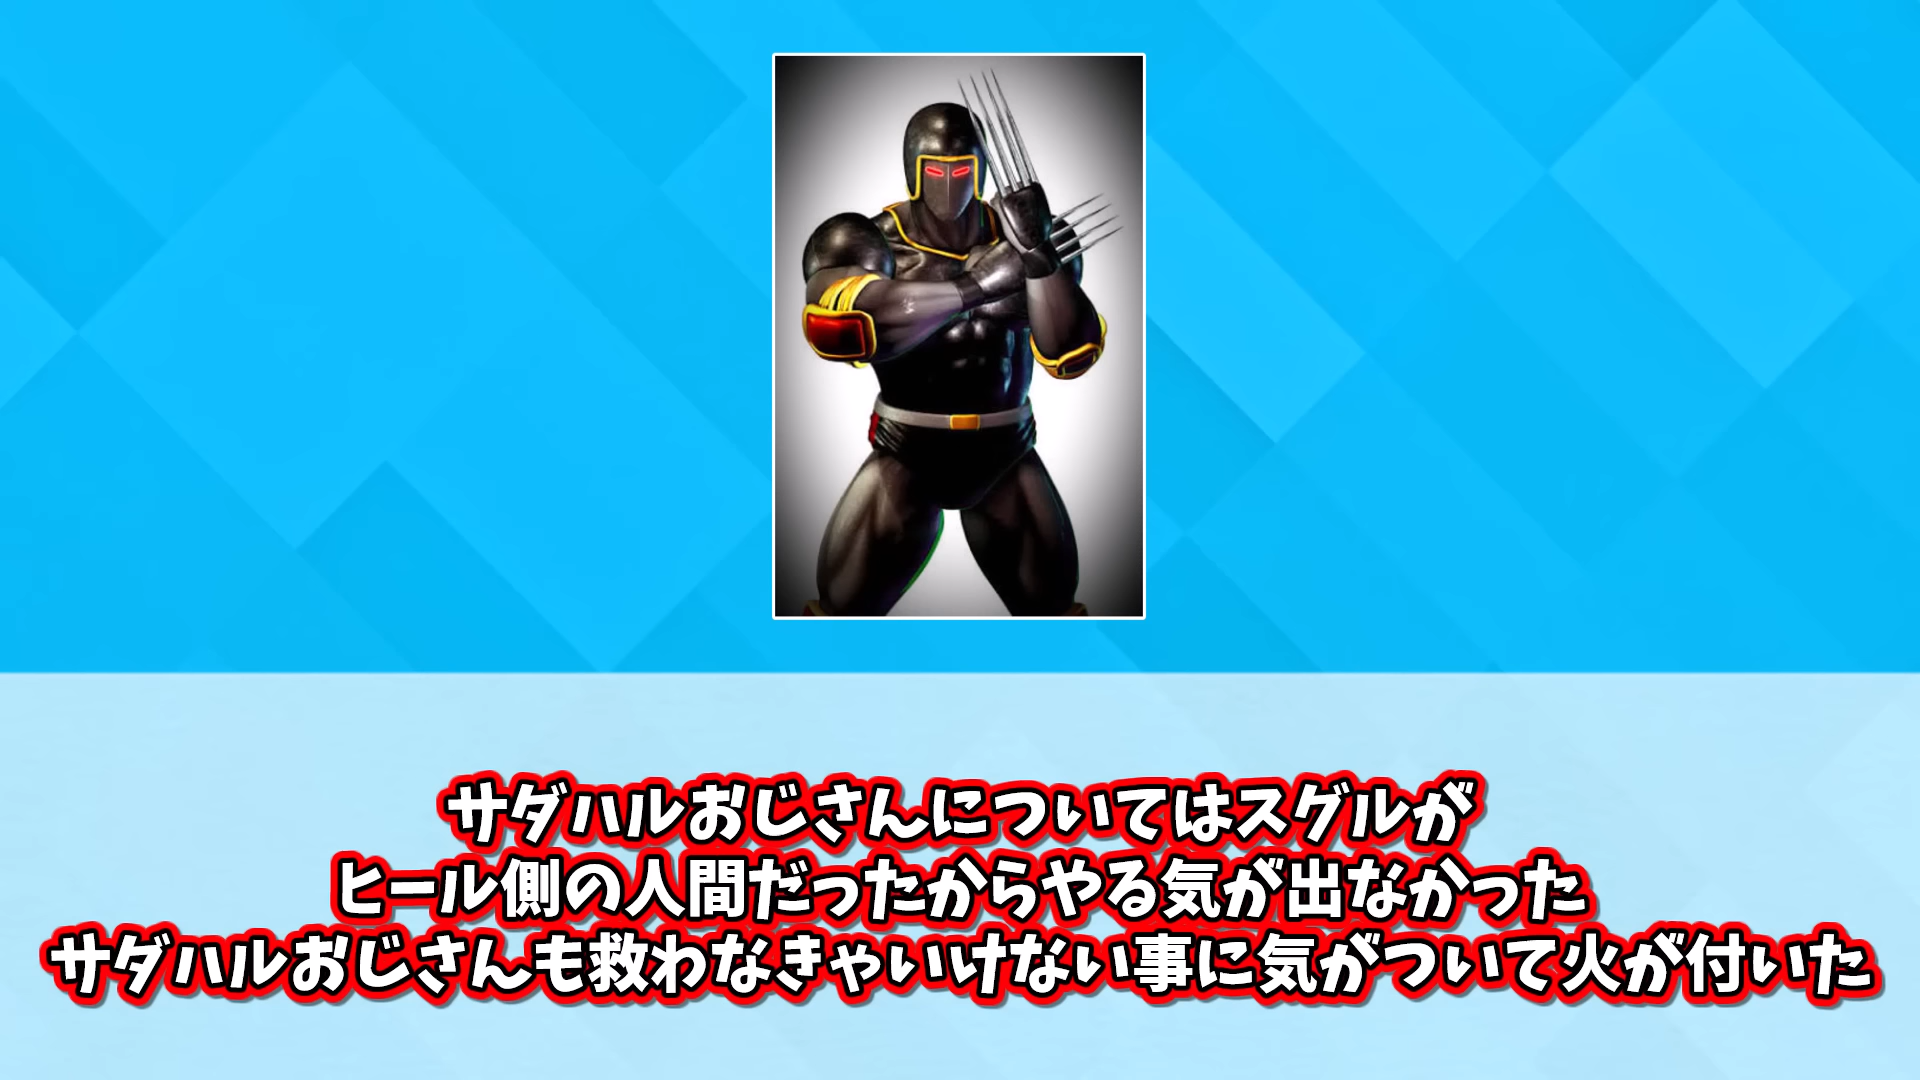 サダハルおじさんについてはスグルが
ヒール側の人間だったからやる気が出なかった
サダハルおじさんも救わなきゃいけない事に気がついて火が付いた